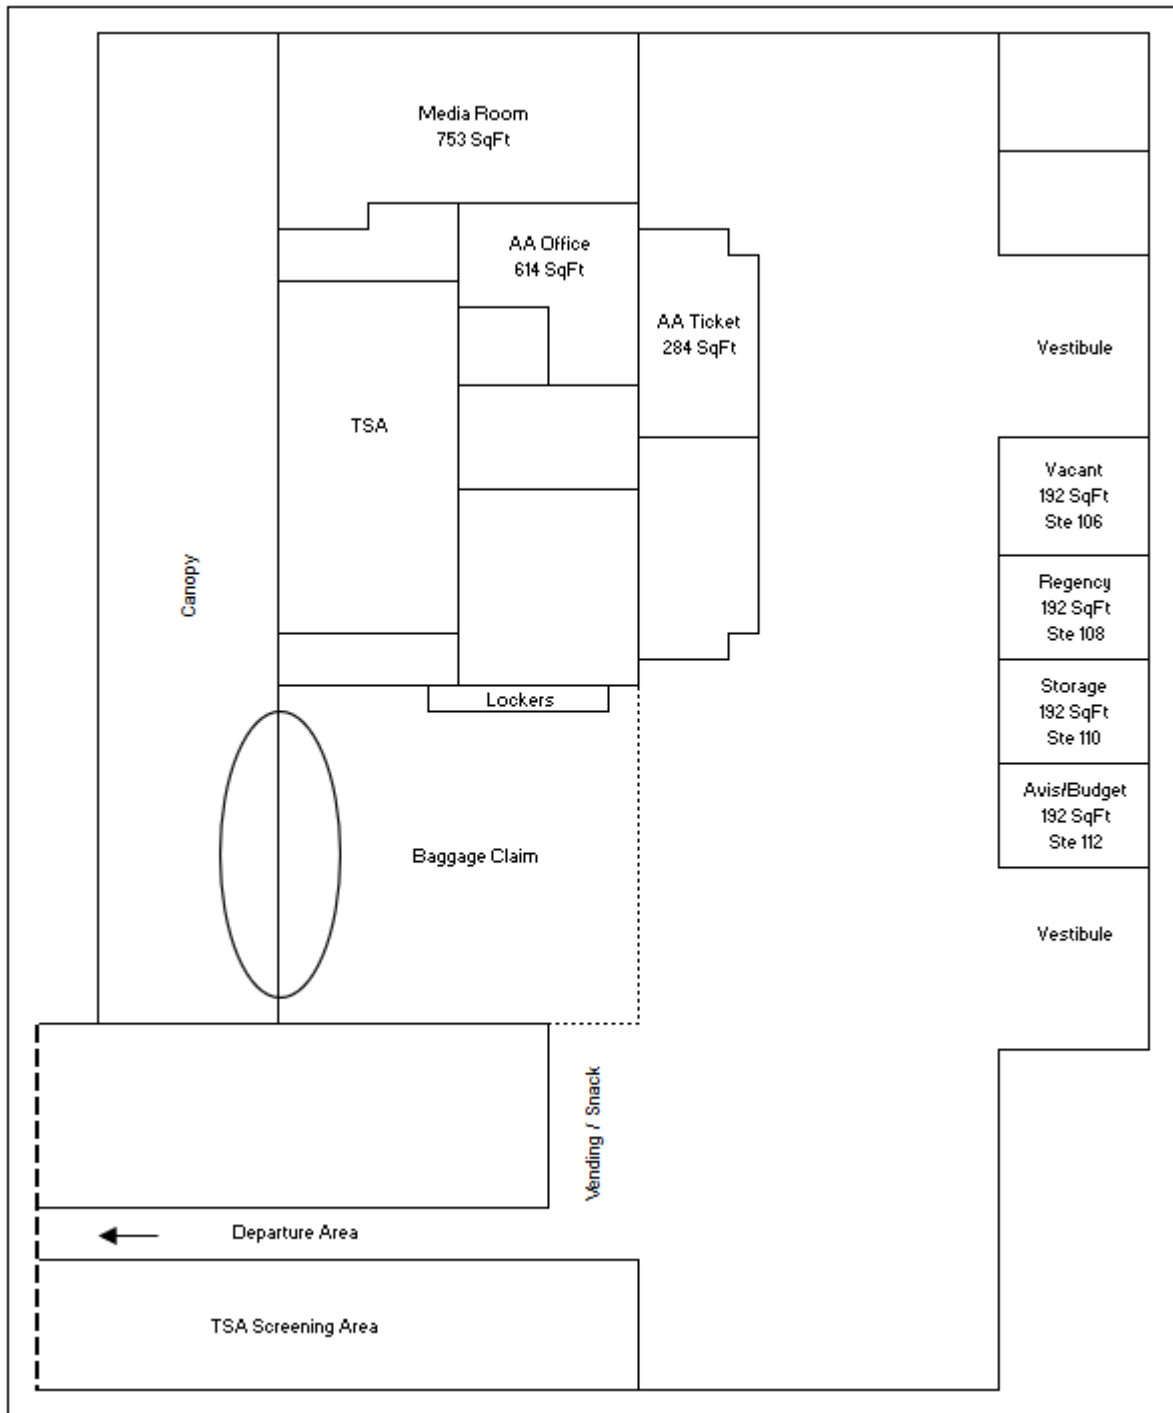 Media Room
753 SqFt
AA Office
614 SqFt
AA Ticket
284 SqFt
Vestibule
TSA
Vacant
192 SqFt
Ste 106
Canopy
Regency
192 SqFt
Ste 108
Storage
192 SqFt
Ste 110
Lockers
Avis/Budget
192 SqFt
Ste 112
Baggage Claim
Vestibule
Vending / Snack
Departure Area
TSA Screening Area